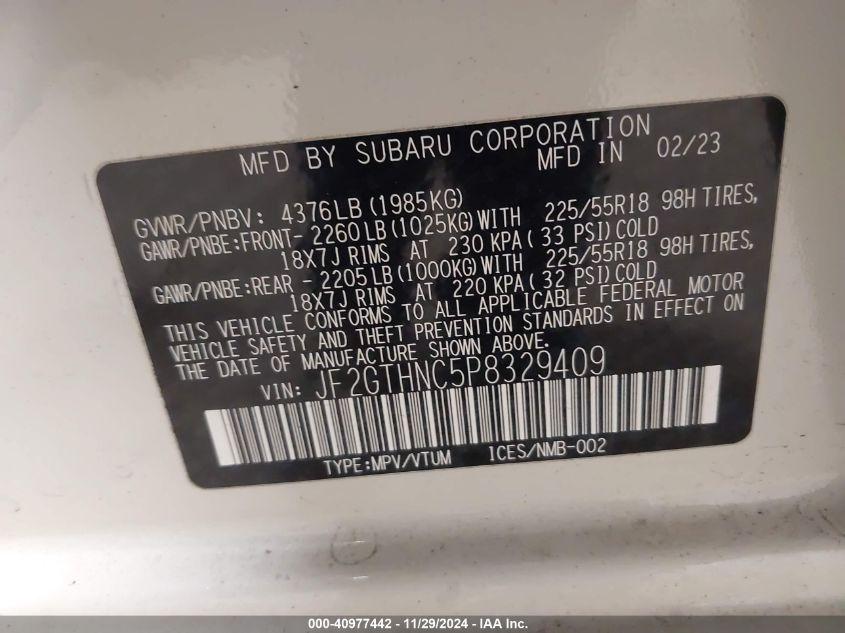 MFD BY SUBARU CORPORATION
MFD IN 02/23
GVWR/PNBV: 4376LB (1985KG)
GAWR/PNBE:FRONT- 2260LB (1025KG) WITH 225/55R18 98H TIRES,
18X7J RIMS AT 230 KPA (33 PSI) COLD
GAWR/PNBE:REAR - 2205LB (1000KG) WITH 225/55R18 98H TIRES,
18X7J RIMS AT 220 KPA (32 PSI) COLD
THIS VEHICLE CONFORMS TO ALL APPLICABLE FEDERAL MOTOR
VEHICLE SAFETY AND THEFT PREVENTION STANDARDS IN EFFECT ON
THE DATE OF MANUFACTURE SHOWN ABOVE.
VIN: JF2GTHNC5P8329409
TYPE:MPV/VTUM ICES/NMB-002
000-40977442 - 11/29/2024 - IAA Inc.